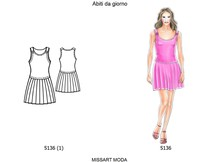 Abiti da giorno
5136 (1)
5136
MISSART MODA